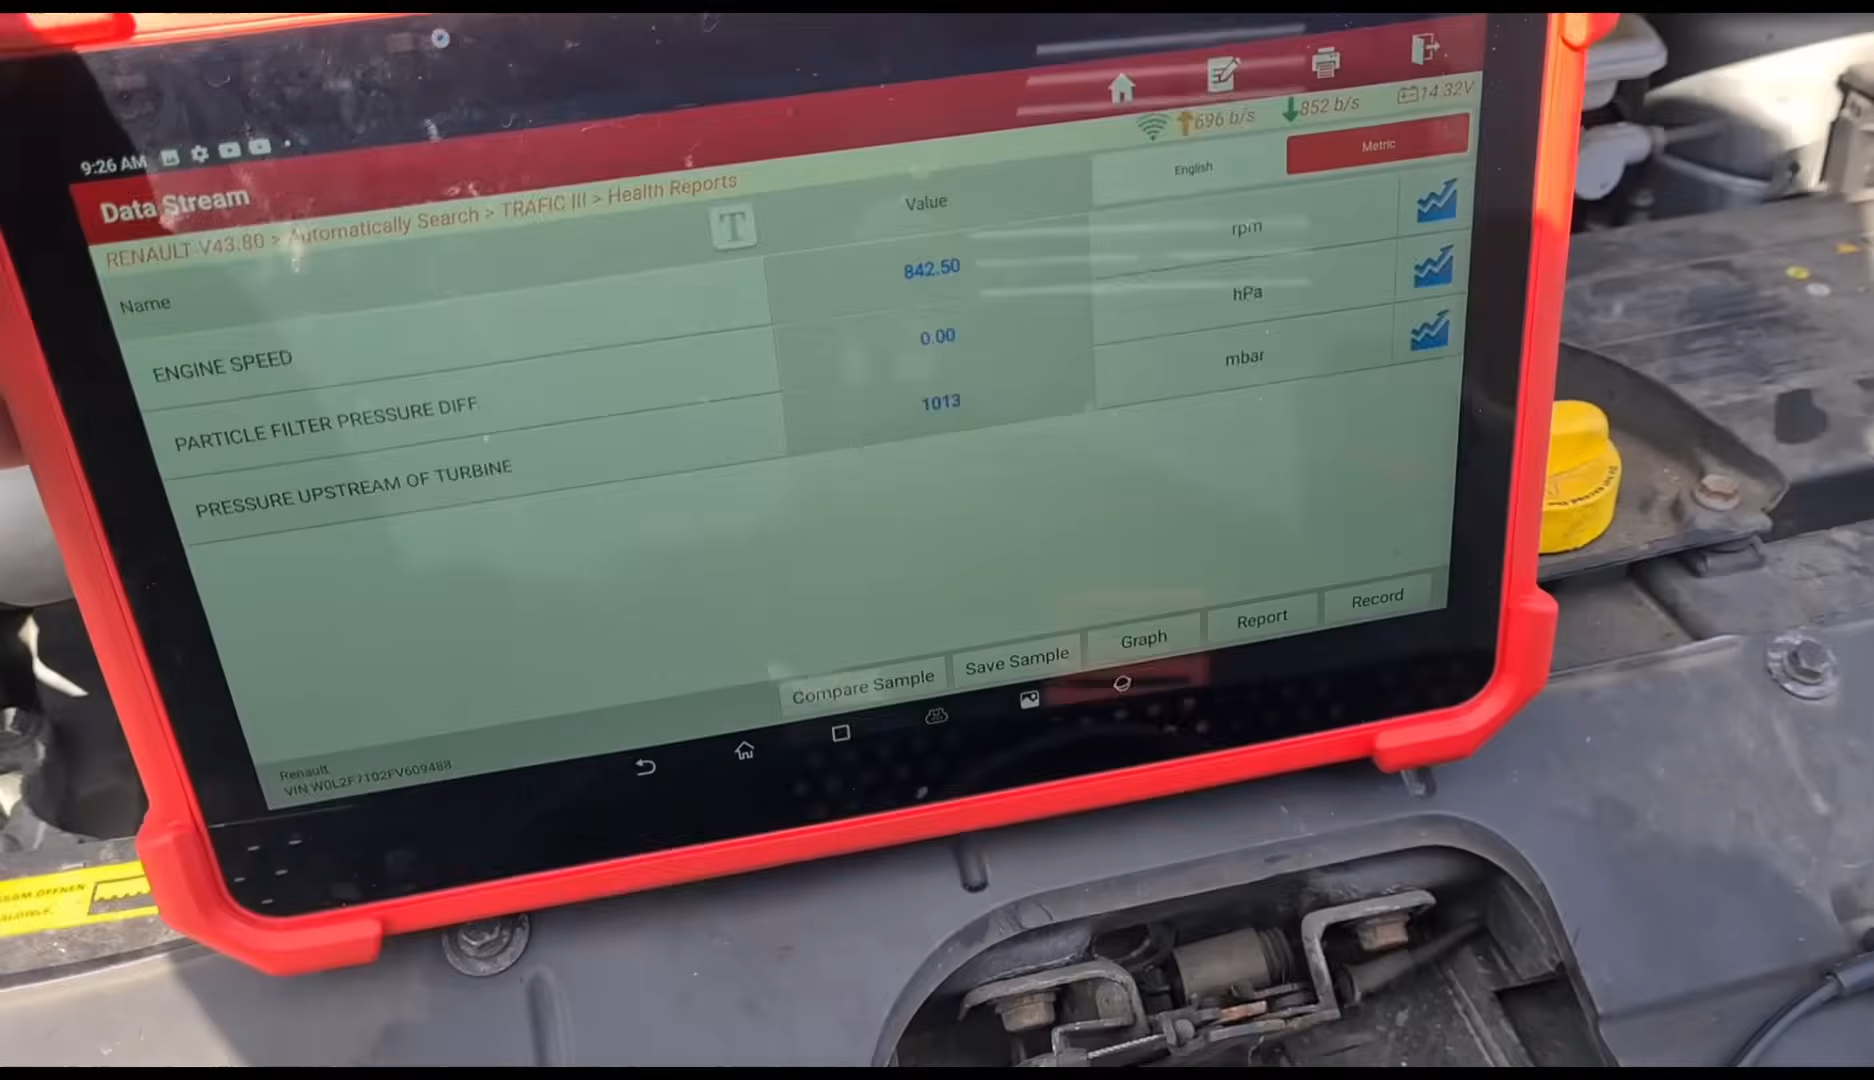 9:26 AM
696 b/s
852 b/s
14.32V
Data Stream
RENAULT V43.80 > Automatically Search > TRAFIC III > Health Reports
T
Name
Value
English
Metric
ENGINE SPEED
842.50
rpm
PARTICLE FILTER PRESSURE DIFF.
0.00
hPa
PRESSURE UPSTREAM OF TURBINE
1013
mbar
Compare Sample
Save Sample
Graph
Report
Record
Renault
VIN:W0L2F7102FV609488